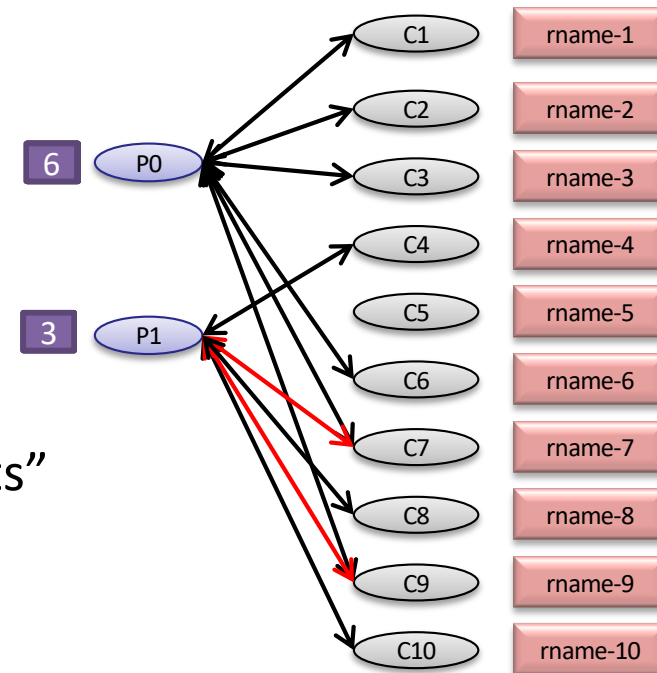 C1 rname-1
C2 rname-2
6 P0 C3 rname-3
C4 rname-4
C5 rname-5
3 P1
C6 rname-6
C7 rname-7
s”
C8 rname-8
C9 rname-9
C10 rname-10